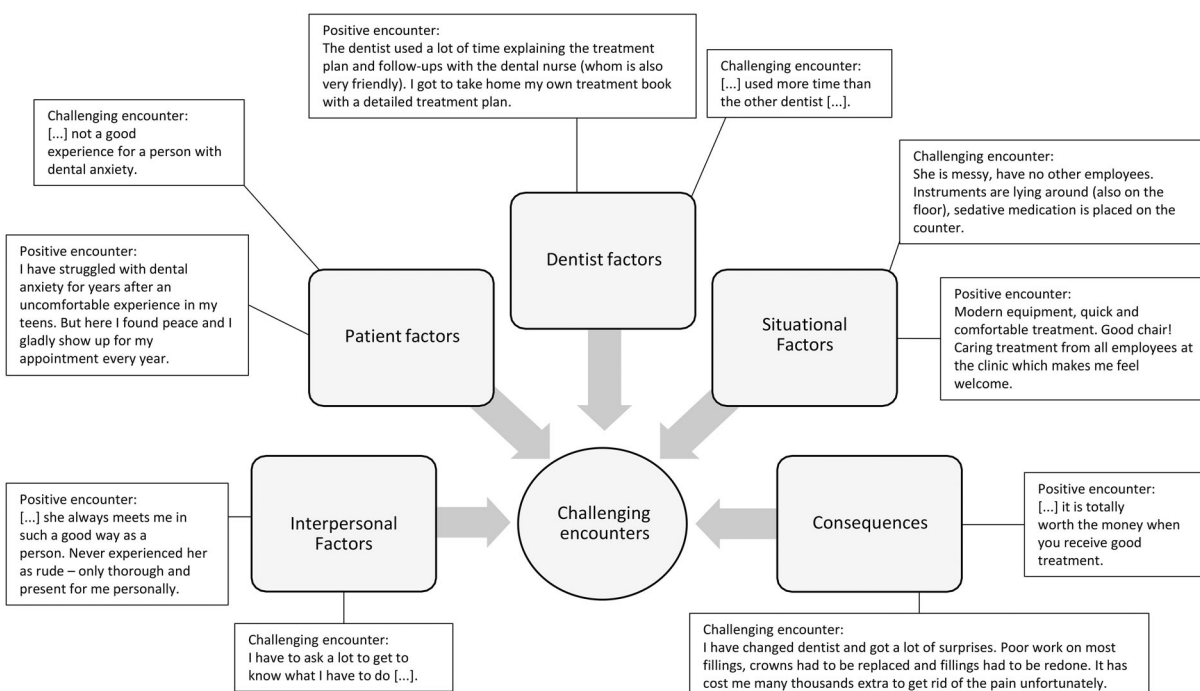 Positive encounter:
The dentist used a lot of time explaining the treatment
plan and follow-ups with the dental nurse (whom is also
very friendly). I got to take home my own treatment book
with a detailed treatment plan.
Challenging encounter:
[...] used more time than
the other dentist [...].
Challenging encounter:
[...] not a good
experience for a person with
dental anxiety.
Challenging encounter:
She is messy, have no other employees.
Instruments are lying around (also on the
floor), sedative medication is placed on the
counter.
Positive encounter:
I have struggled with dental
anxiety for years after an
uncomfortable experience in my
teens. But here I found peace and I
gladly show up for my
appointment every year.
Patient factors
Dentist factors
Situational
Factors
Positive encounter:
Modern equipment, quick and
comfortable treatment. Good chair!
Caring treatment from all employees at
the clinic which makes me feel
welcome.
Positive encounter:
[...] she always meets me in
such a good way as a
person. Never experienced her
as rude – only thorough and
present for me personally.
Interpersonal
Factors
Challenging
encounters
Consequences
Positive encounter:
[...] it is totally
worth the money when
you receive good
treatment.
Challenging encounter:
I have to ask a lot to get to
know what I have to do [...].
Challenging encounter:
I have changed dentist and got a lot of surprises. Poor work on most
fillings, crowns had to be replaced and fillings had to be redone. It has
cost me many thousands extra to get rid of the pain unfortunately.